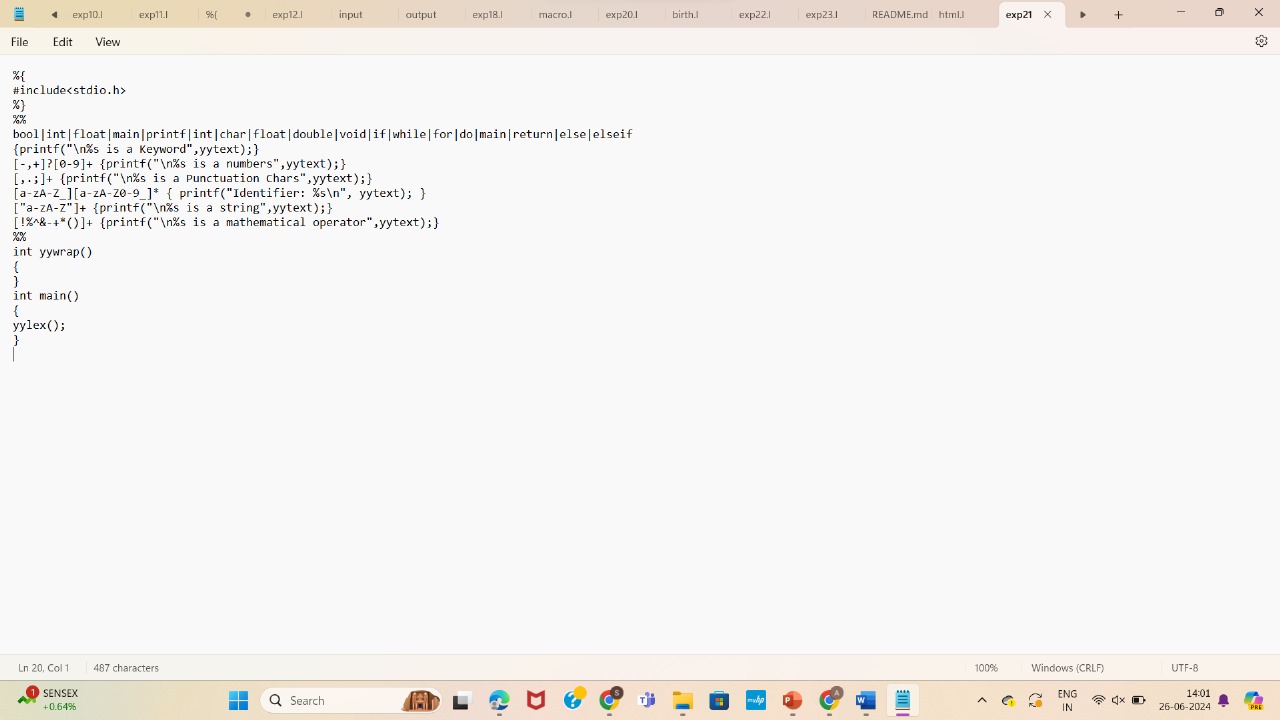 exp10.l exp11.l %{ exp12.l input output exp18.l macro.l exp20.l birth.l exp22.l exp23.l README.md html.l exp21
File Edit View
%{
#include<stdio.h>
%}
%%
bool|int|float|main|printf|int|char|float|double|void|if|while|for|do|main|return|else|elseif
{printf("\n%s is a Keyword",yytext);}
[-,+]?[0-9]+ {printf("\n%s is a numbers",yytext);}
[,.;]+ {printf("\n%s is a Punctuation Chars",yytext);}
[a-zA-Z_][a-zA-Z0-9_]* { printf("Identifier: %s\n", yytext); }
["a-zA-Z"]+ {printf("\n%s is a string",yytext);}
[!%^&-+*()]+ {printf("\n%s is a mathematical operator",yytext);}
%%
int yywrap()
{
}
int main()
{
yylex();
}
Ln 20, Col 1 487 characters 100% Windows (CRLF) UTF-8
1 SENSEX
+0.64%
Search
S
A
ENG
IN
14:01
26-06-2024
PRE